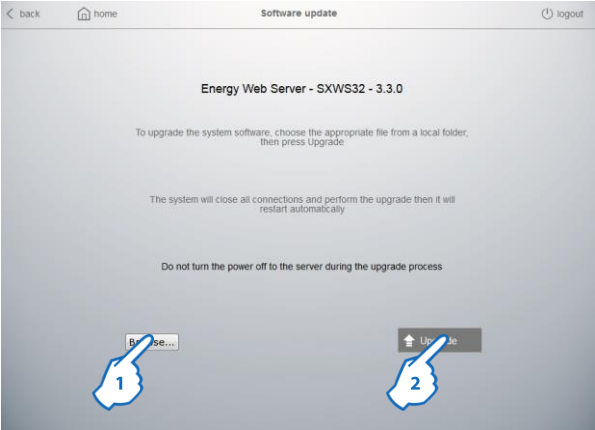 back
home
Software update
logout
Energy Web Server - SXWS32 - 3.3.0
To upgrade the system software, choose the appropriate file from a local folder,
then press Upgrade
The system will close all connections and perform the upgrade then it will
restart automatically
Do not turn the power off to the server during the upgrade process
Browse...
Upgrade
1
2